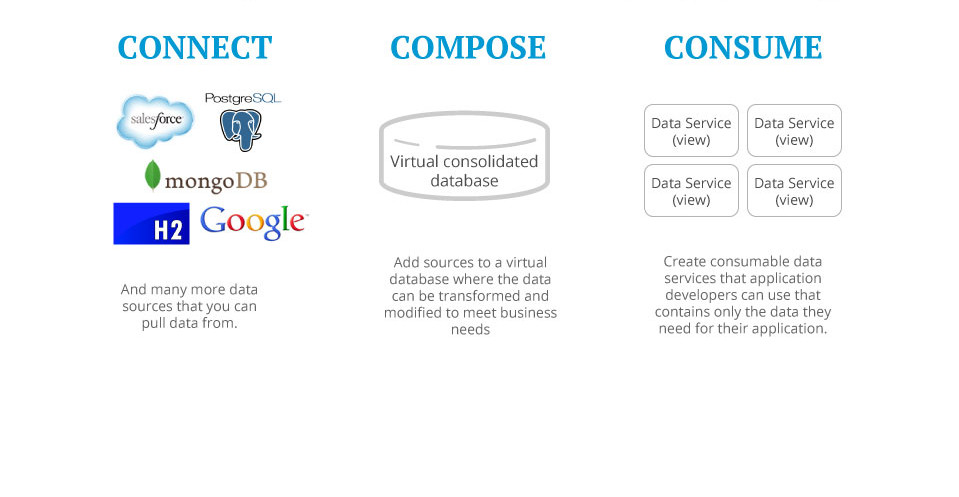 CONNECT
salesforce
PostgreSQL
mongoDB
H2
Google™
And many more data
sources that you can
pull data from.
COMPOSE
Virtual consolidated
database
Add sources to a virtual
database where the data
can be transformed and
modified to meet business
needs
CONSUME
Data Service
(view)
Data Service
(view)
Data Service
(view)
Data Service
(view)
Create consumable data
services that application
developers can use that
contains only the data they
need for their application.